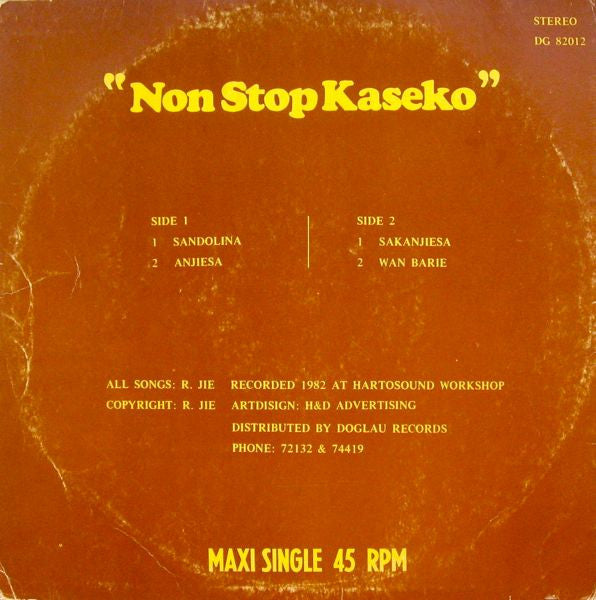 STEREO
DG 82012
“Non Stop Kaseko”
SIDE 1
1 SANDOLINA
2 ANJIESA
SIDE 2
1 SAKANJIESA
2 WAN BARIE
ALL SONGS: R. JIE RECORDED 1982 AT HARTOSOUND WORKSHOP
COPYRIGHT: R. JIE ARTDISIGN: H&D ADVERTISING
DISTRIBUTED BY DOGLAU RECORDS
PHONE: 72132 & 74419
MAXI SINGLE 45 RPM